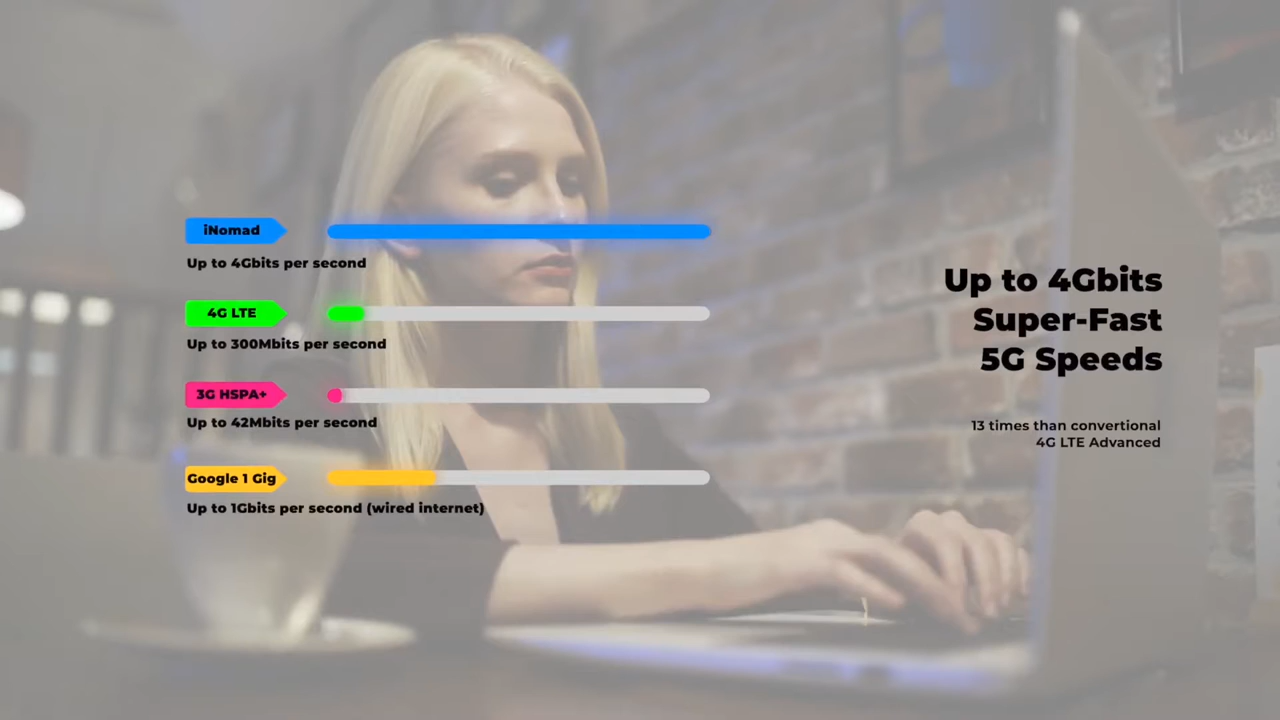 iNomad
Up to 4Gbits per second
4G LTE
Up to 300Mbits per second
3G HSPA+
Up to 42Mbits per second
Google 1 Gig
Up to 1Gbits per second (wired internet)
Up to 4Gbits
Super-Fast
5G Speeds
13 times than convertional
4G LTE Advanced